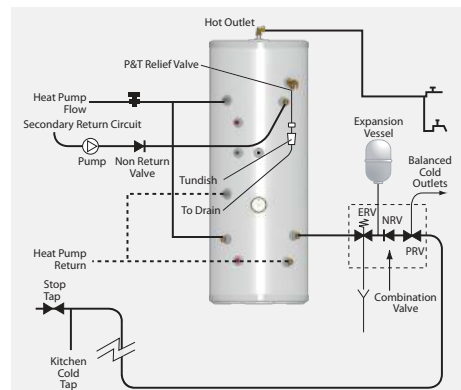 Hot Outlet
P&T Relief Valve
Heat Pump
Flow
Secondary Return Circuit
Pump
Non Return
Valve
Tundish
To Drain
Expansion
Vessel
Balanced
Cold
Outlets
ERV
NRV
PRV
Heat Pump
Return
Combination
Valve
Stop
Tap
Kitchen
Cold
Tap